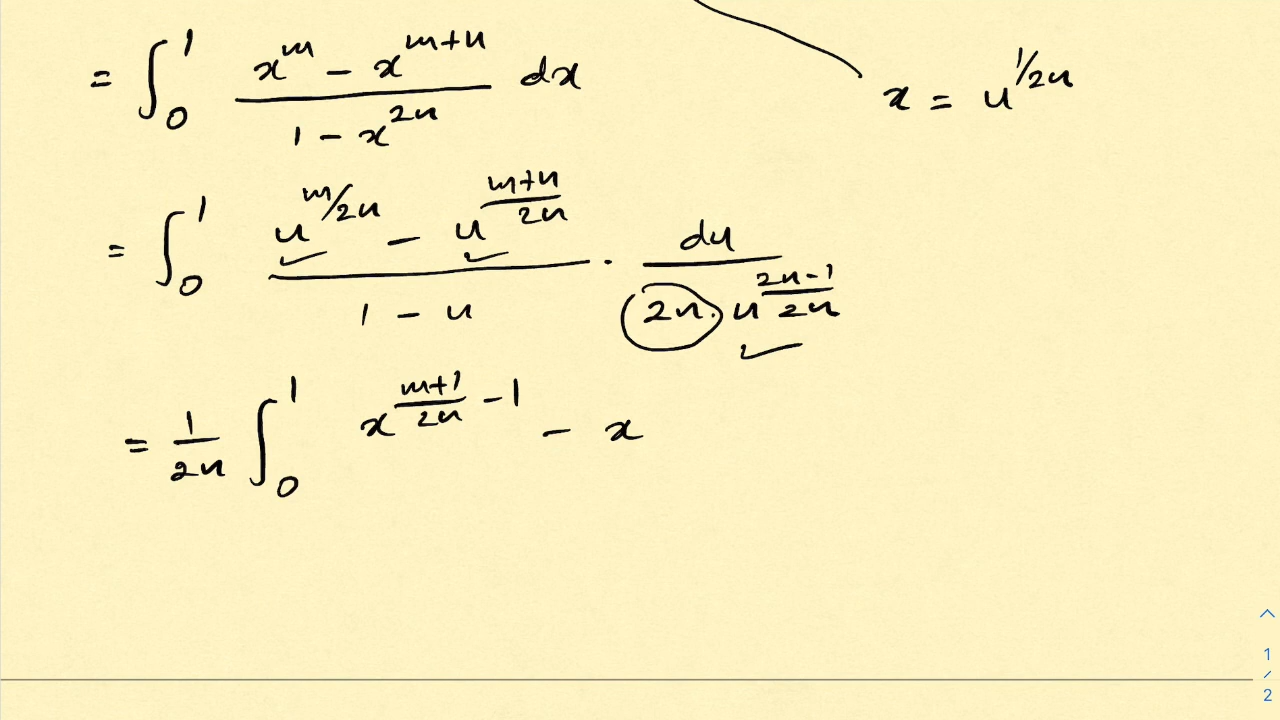 = ∫₀¹ (x^m − x^(m+n))/(1 − x^(2n)) dx
x = u^(1/2n)
= ∫₀¹ (u^(m/2n) − u^((m+n)/2n))/(1 − u) · du/(2n · u^((2n−1)/2n))
= 1/2n ∫₀¹ x^((m+1)/2n − 1) − x
1/2